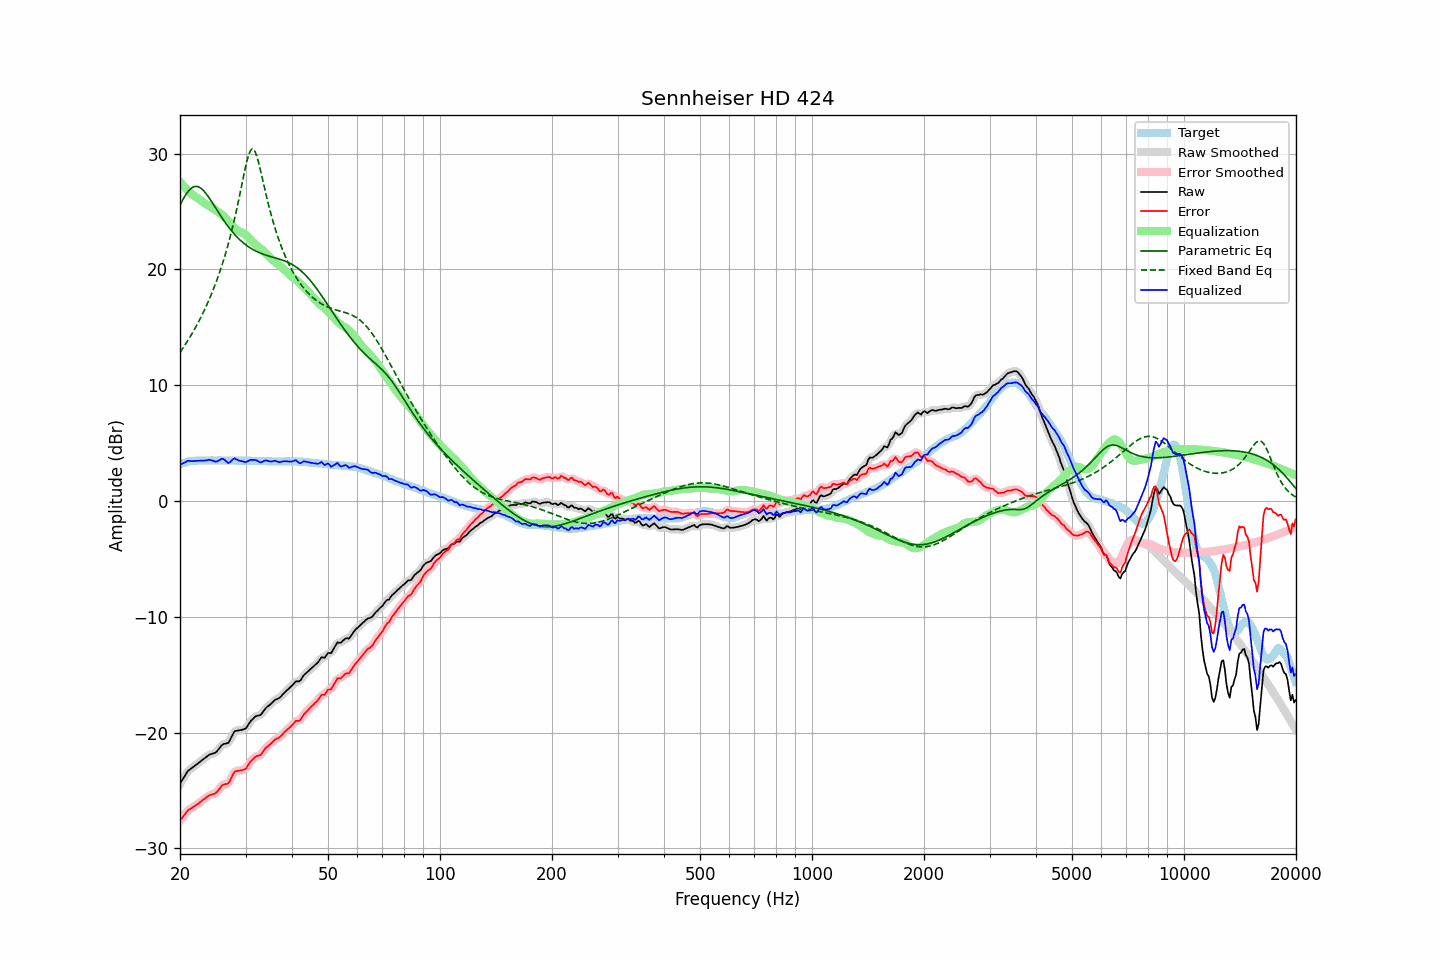 Sennheiser HD 424
Amplitude (dBr)
30
20
10
0
−10
−20
−30
20
50
100
200
500
1000
2000
5000
10000
20000
Frequency (Hz)
Target
Raw Smoothed
Error Smoothed
Raw
Error
Equalization
Parametric Eq
Fixed Band Eq
Equalized